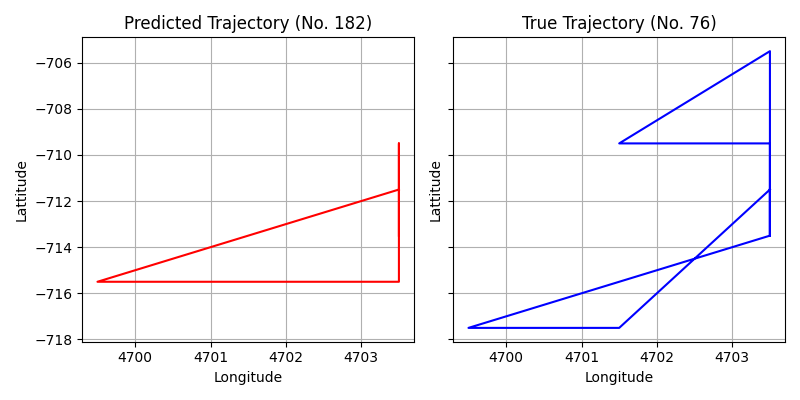 Predicted Trajectory (No. 182)
True Trajectory (No. 76)
−706
−708
−710
−712
−714
−716
−718
Lattitude
Lattitude
4700 4701 4702 4703
4700 4701 4702 4703
Longitude
Longitude